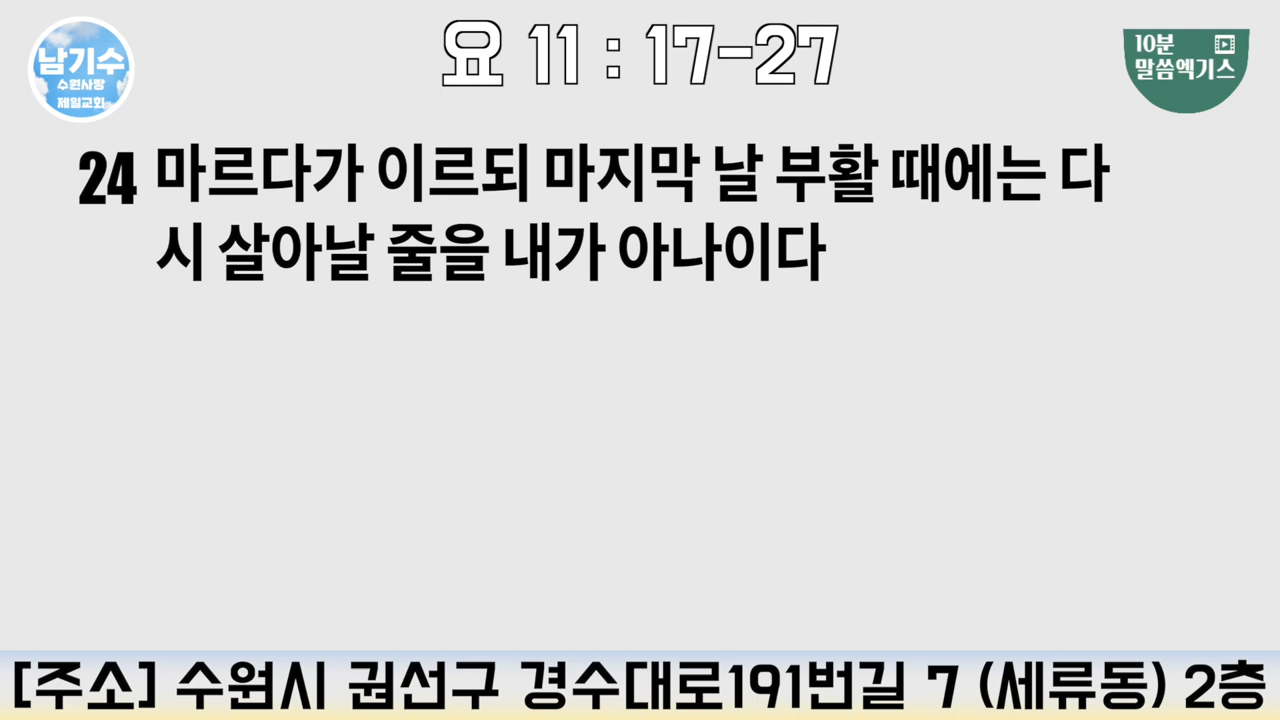 남기수
수원사랑
제일교회
요 11 : 17-27
10분
말씀엑기스
24 마르다가 이르되 마지막 날 부활 때에는 다
시 살아날 줄을 내가 아나이다
[주소] 수원시 권선구 경수대로191번길 7 (세류동) 2층